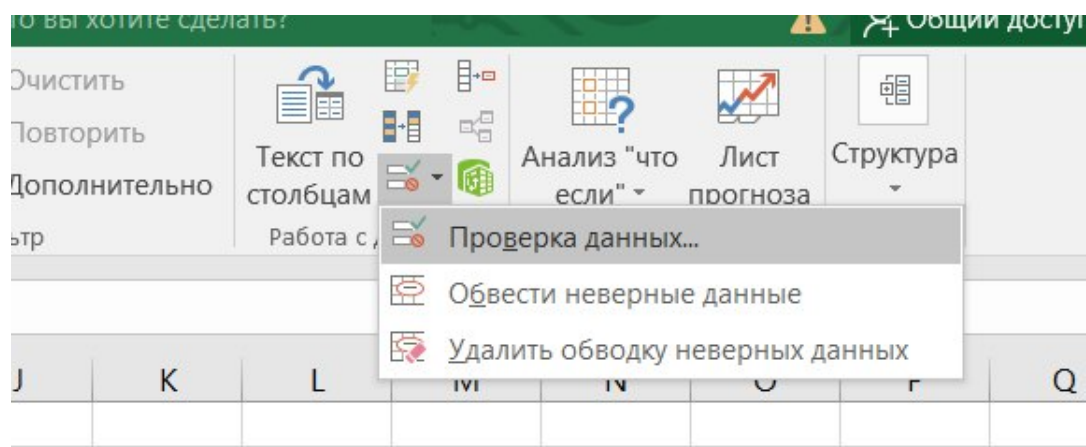 то вы хотите сделать?
Общий доступ
Очистить
Повторить
Дополнительно
Текст по
столбцам
Анализ "что
если"
Лист
прогноза
Структура
Работа с
Проверка данных...
Обвести неверные данные
Удалить обводку неверных данных
J K L M N O P Q